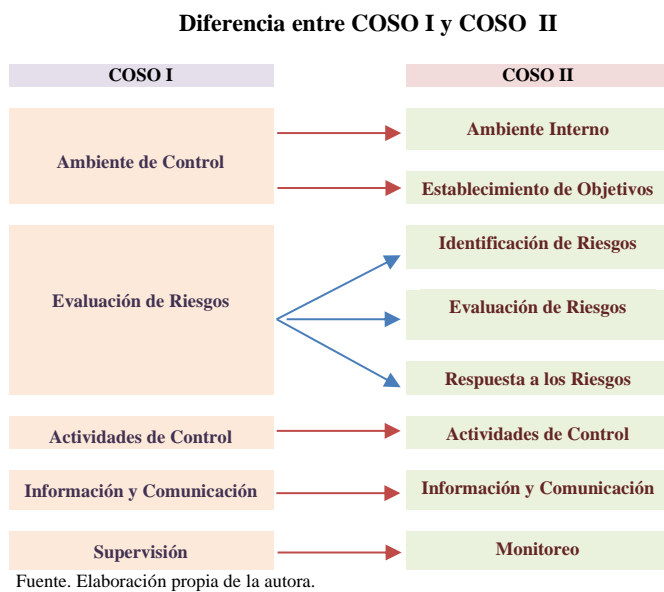 Diferencia entre COSO I y COSO II
COSO I
COSO II
Ambiente de Control
Ambiente Interno
Establecimiento de Objetivos
Evaluación de Riesgos
Identificación de Riesgos
Evaluación de Riesgos
Respuesta a los Riesgos
Actividades de Control
Actividades de Control
Información y Comunicación
Información y Comunicación
Supervisión
Monitoreo
Fuente. Elaboración propia de la autora.